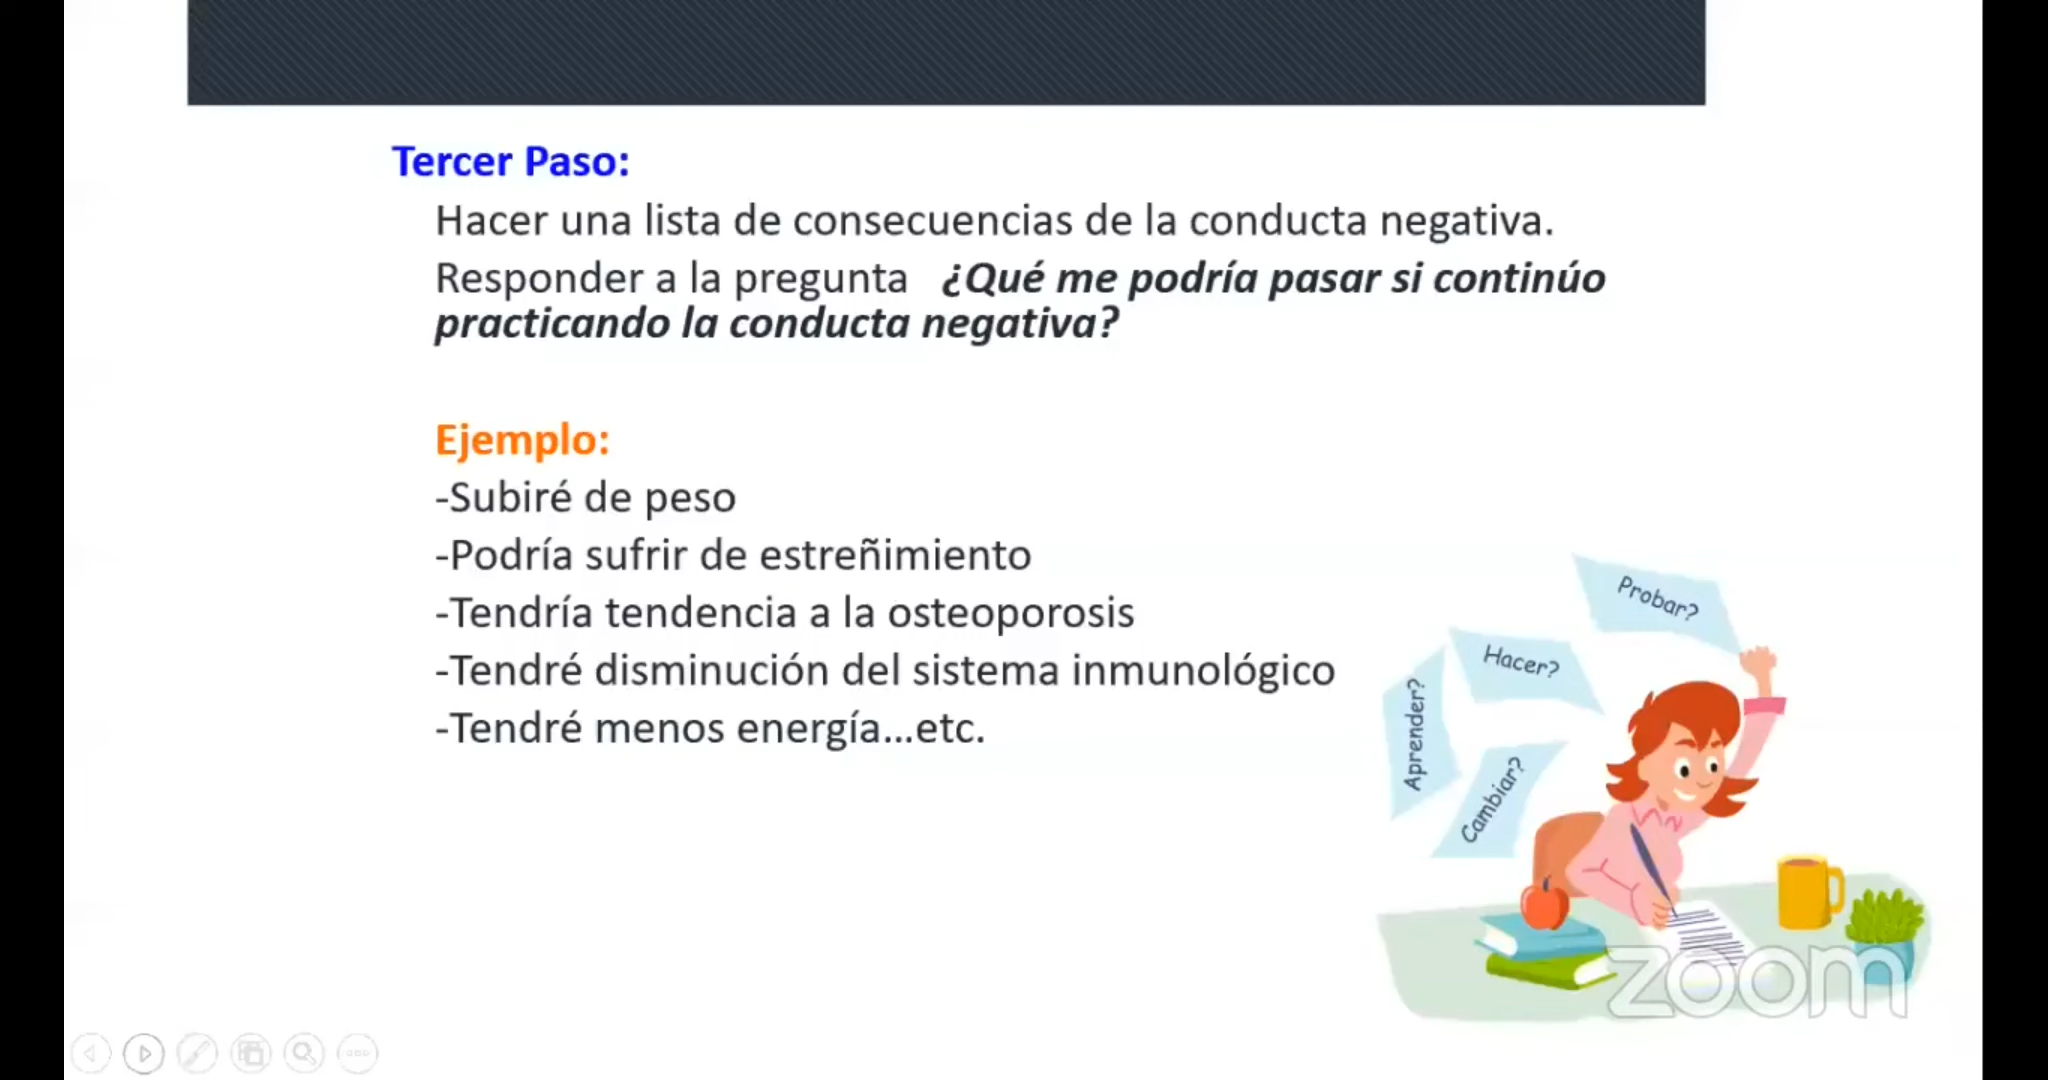 Tercer Paso:
Hacer una lista de consecuencias de la conducta negativa.
Responder a la pregunta ¿Qué me podría pasar si continúo
practicando la conducta negativa?
Ejemplo:
-Subiré de peso
-Podría sufrir de estreñimiento
-Tendría tendencia a la osteoporosis
-Tendré disminución del sistema inmunológico
-Tendré menos energía...etc.
Probar?
Hacer?
Aprender?
Cambiar?
zoom